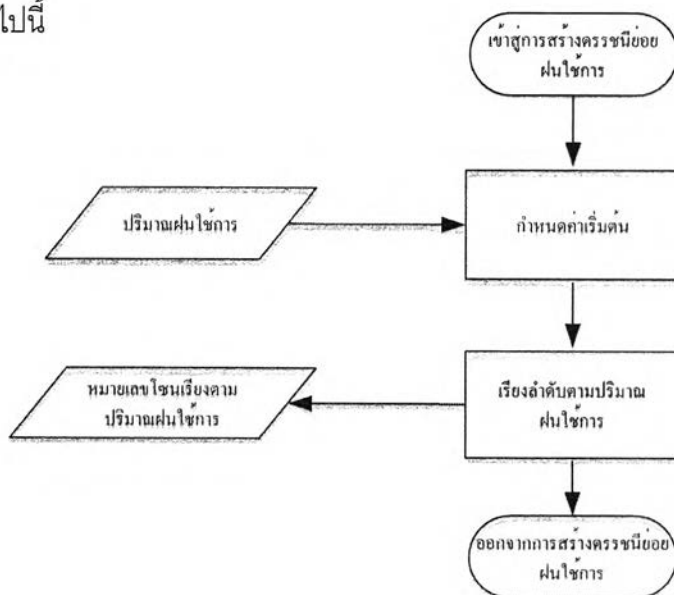 ไปนี้
เข้าสู่การสร้างดรรชนีย่อย
ฝนใช้การ
ปริมาณฝนใช้การ
กำหนดค่าเริ่มต้น
หมายเลขโซนเรียงตาม
ปริมาณฝนใช้การ
เรียงลำดับตามปริมาณ
ฝนใช้การ
ออกจากการสร้างดรรชนีย่อย
ฝนใช้การ